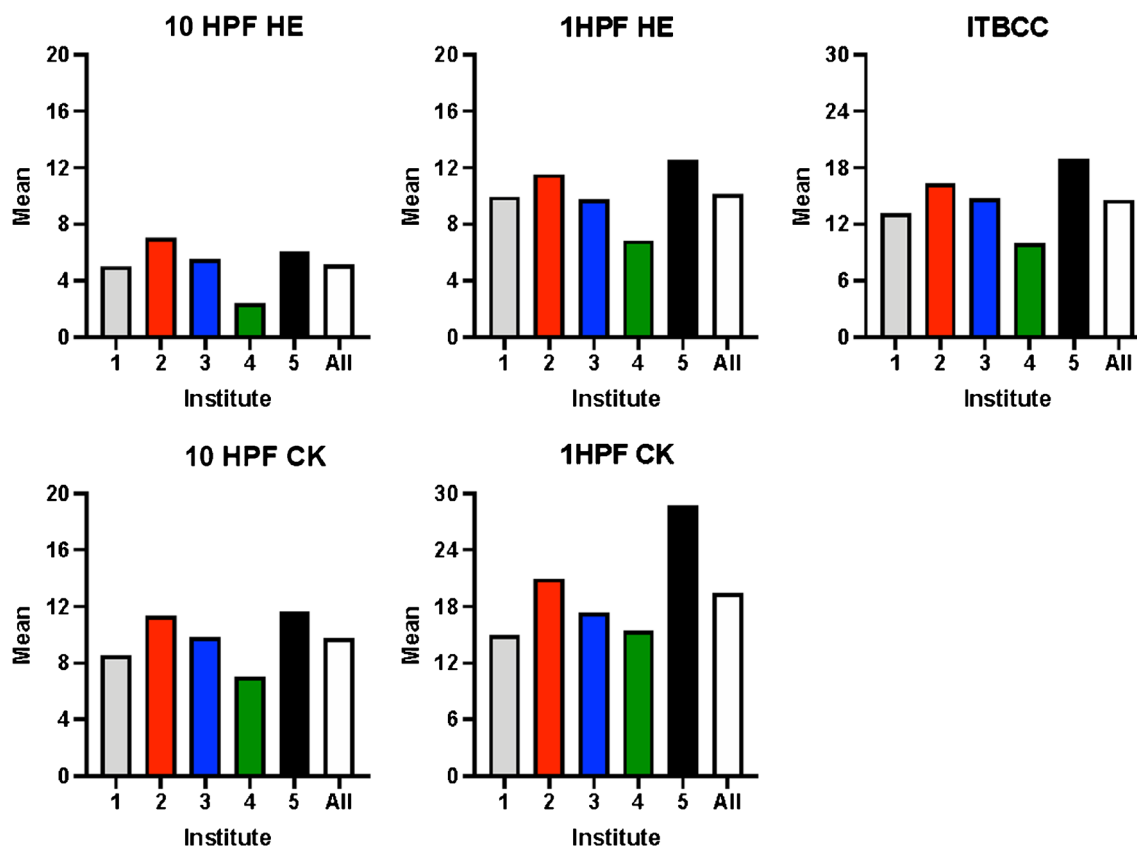 10 HPF HE
20
16
12
8
4
0
Mean
1 2 3 4 5 All
Institute
1HPF HE
20
16
12
8
4
0
Mean
1 2 3 4 5 All
Institute
ITBCC
30
24
18
12
6
0
Mean
1 2 3 4 5 All
Institute
10 HPF CK
20
16
12
8
4
0
Mean
1 2 3 4 5 All
Institute
1HPF CK
30
24
18
12
6
0
Mean
1 2 3 4 5 All
Institute